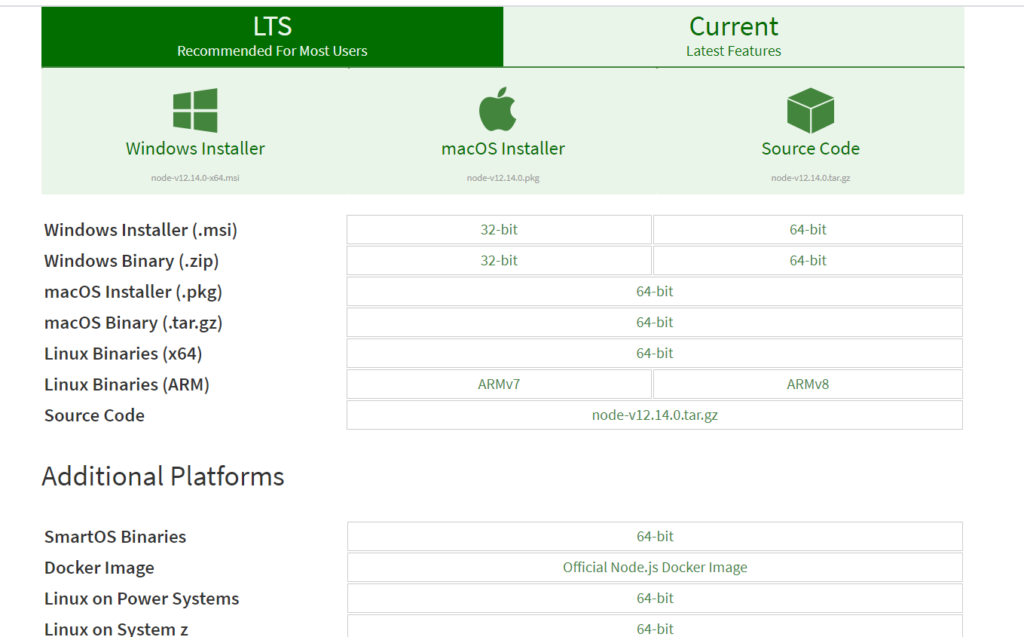 LTS
Recommended For Most Users
Current
Latest Features
Windows Installer
node-v12.14.0-x64.msi
macOS Installer
node-v12.14.0.pkg
Source Code
node-v12.14.0.tar.gz
Windows Installer (.msi) 32-bit 64-bit
Windows Binary (.zip) 32-bit 64-bit
macOS Installer (.pkg) 64-bit
macOS Binary (.tar.gz) 64-bit
Linux Binaries (x64) 64-bit
Linux Binaries (ARM) ARMv7 ARMv8
Source Code node-v12.14.0.tar.gz
Additional Platforms
SmartOS Binaries 64-bit
Docker Image Official Node.js Docker Image
Linux on Power Systems 64-bit
Linux on System z 64-bit